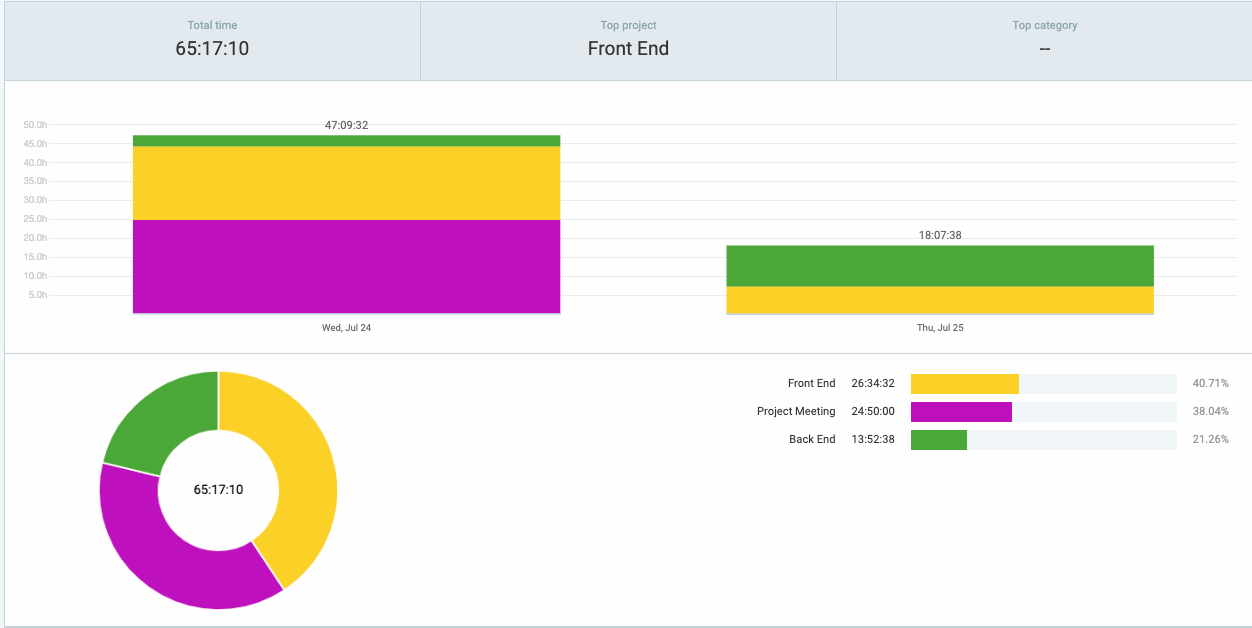 Total time
65:17:10
Top project
Front End
Top category
--
50.0h
45.0h
40.0h
35.0h
30.0h
25.0h
20.0h
15.0h
10.0h
5.0h
47:09:32
18:07:38
Wed, Jul 24
Thu, Jul 25
65:17:10
Front End 26:34:32 40.71%
Project Meeting 24:50:00 38.04%
Back End 13:52:38 21.26%